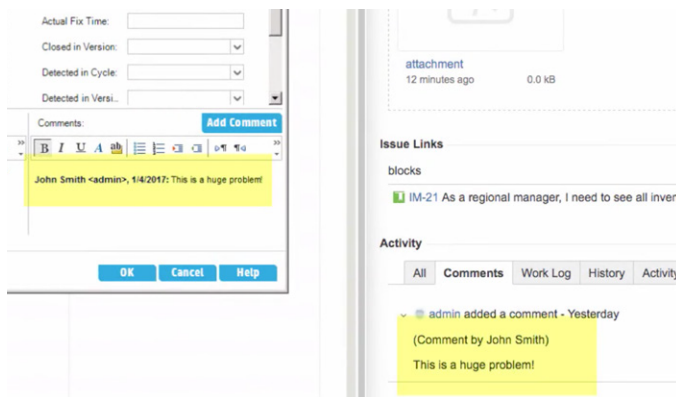 Actual Fix Time:
Closed in Version:
Detected in Cycle:
Detected in Versi..
Comments:
Add Comment
B I U A ab
John Smith <admin>, 1/4/2017: This is a huge problem!
OK Cancel Help
attachment
12 minutes ago 0.0 kB
Issue Links
blocks
IM-21 As a regional manager, I need to see all inver
Activity
All Comments Work Log History Activity
admin added a comment - Yesterday
(Comment by John Smith)
This is a huge problem!